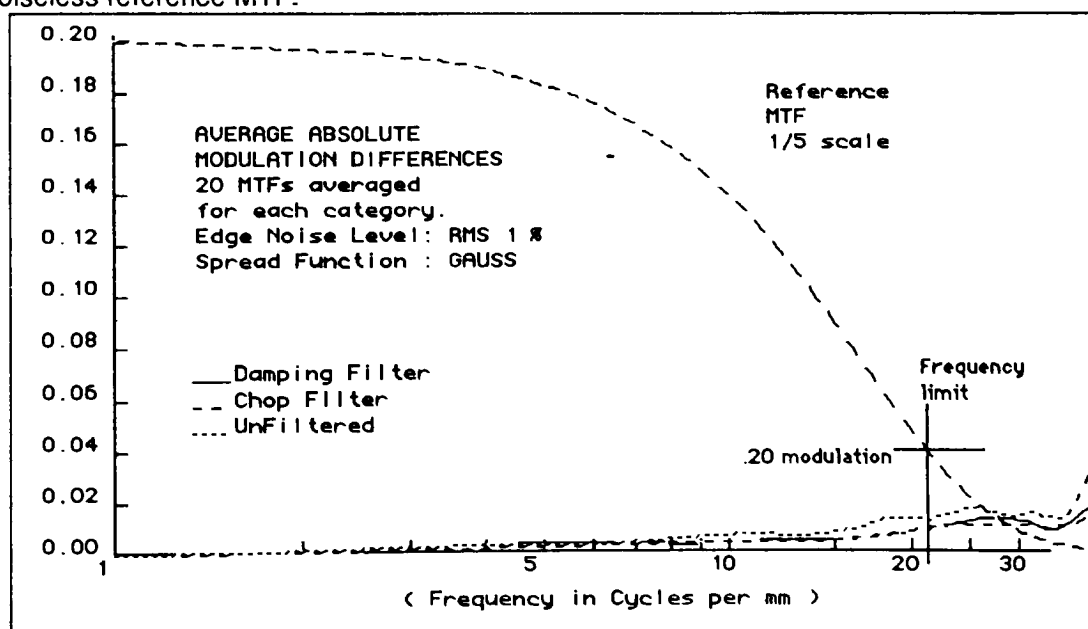 oiseless reference MTF.
0.20
0.18
0.16
0.14
0.12
0.10
0.08
0.06
0.04
0.02
0.00
AVERAGE ABSOLUTE
MODULATION DIFFERENCES
20 MTFs averaged
for each category.
Edge Noise Level: RMS 1 %
Spread Function : GAUSS
Reference
MTF
1/5 scale
Damping Filter
Chop Filter
UnFiltered
Frequency
limit
.20 modulation
1 5 10 20 30
( Frequency in Cycles per mm )